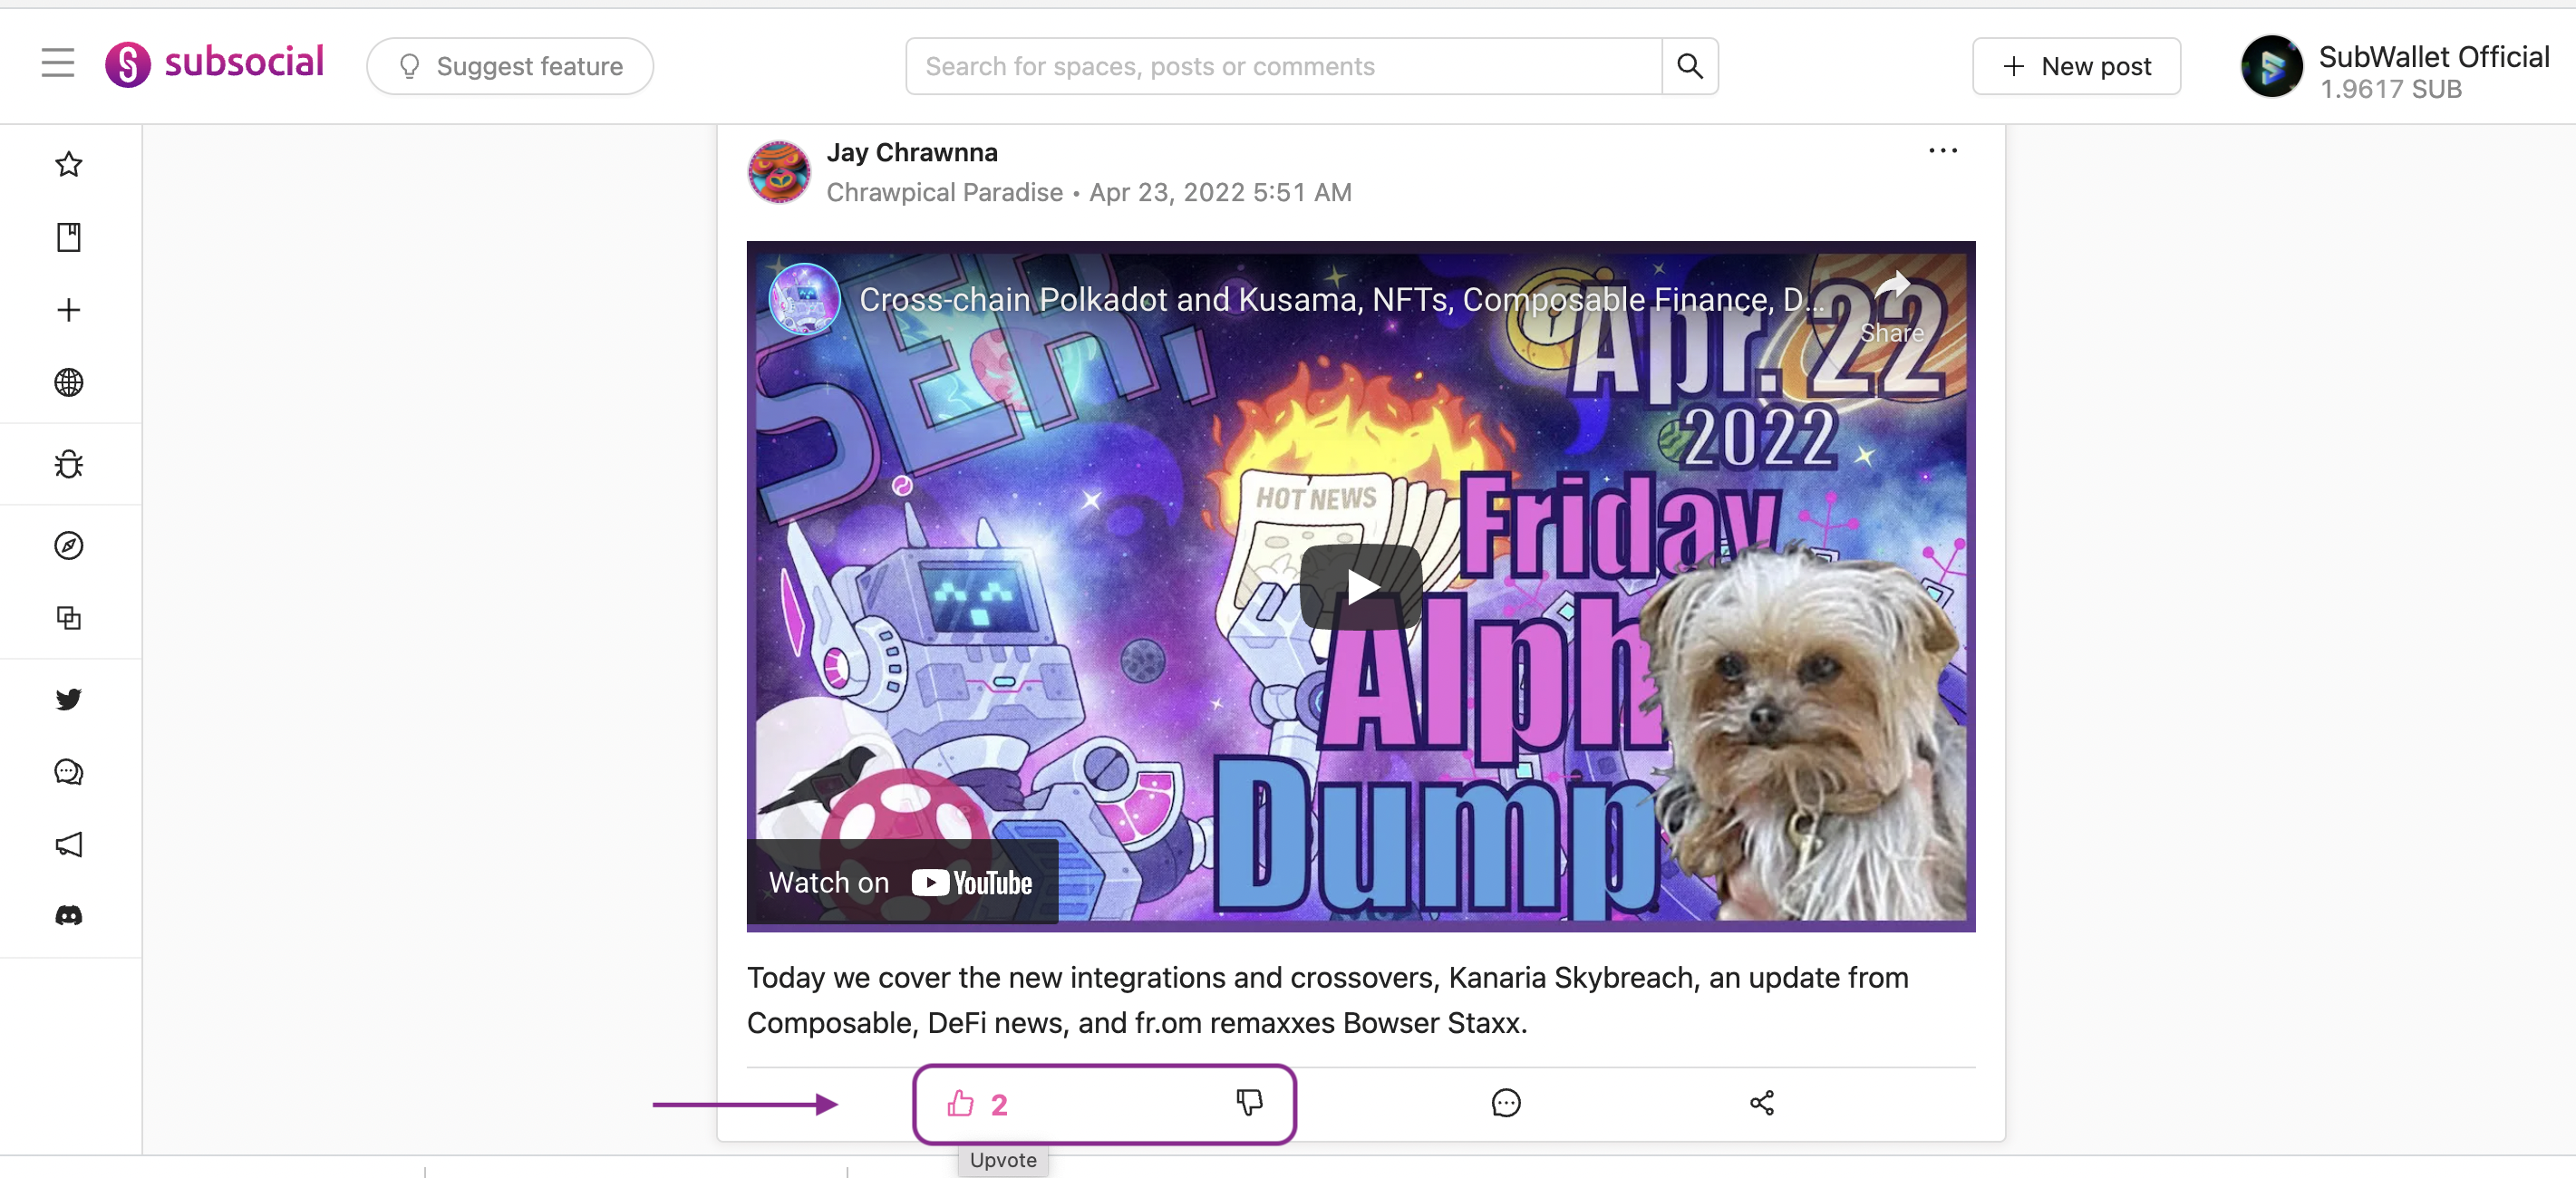 subsocial
Suggest feature
Search for spaces, posts or comments
New post
SubWallet Official
1.9617 SUB
Jay Chrawnna
Chrawpical Paradise • Apr 23, 2022 5:51 AM
Cross-chain Polkadot and Kusama, NFTs, Composable Finance, D...
Share
SER,
Apr. 22
2022
HOT NEWS
Friday
Alph
Dump
Watch on YouTube
Today we cover the new integrations and crossovers, Kanaria Skybreach, an update from
Composable, DeFi news, and fr.om remaxxes Bowser Staxx.
2
Upvote